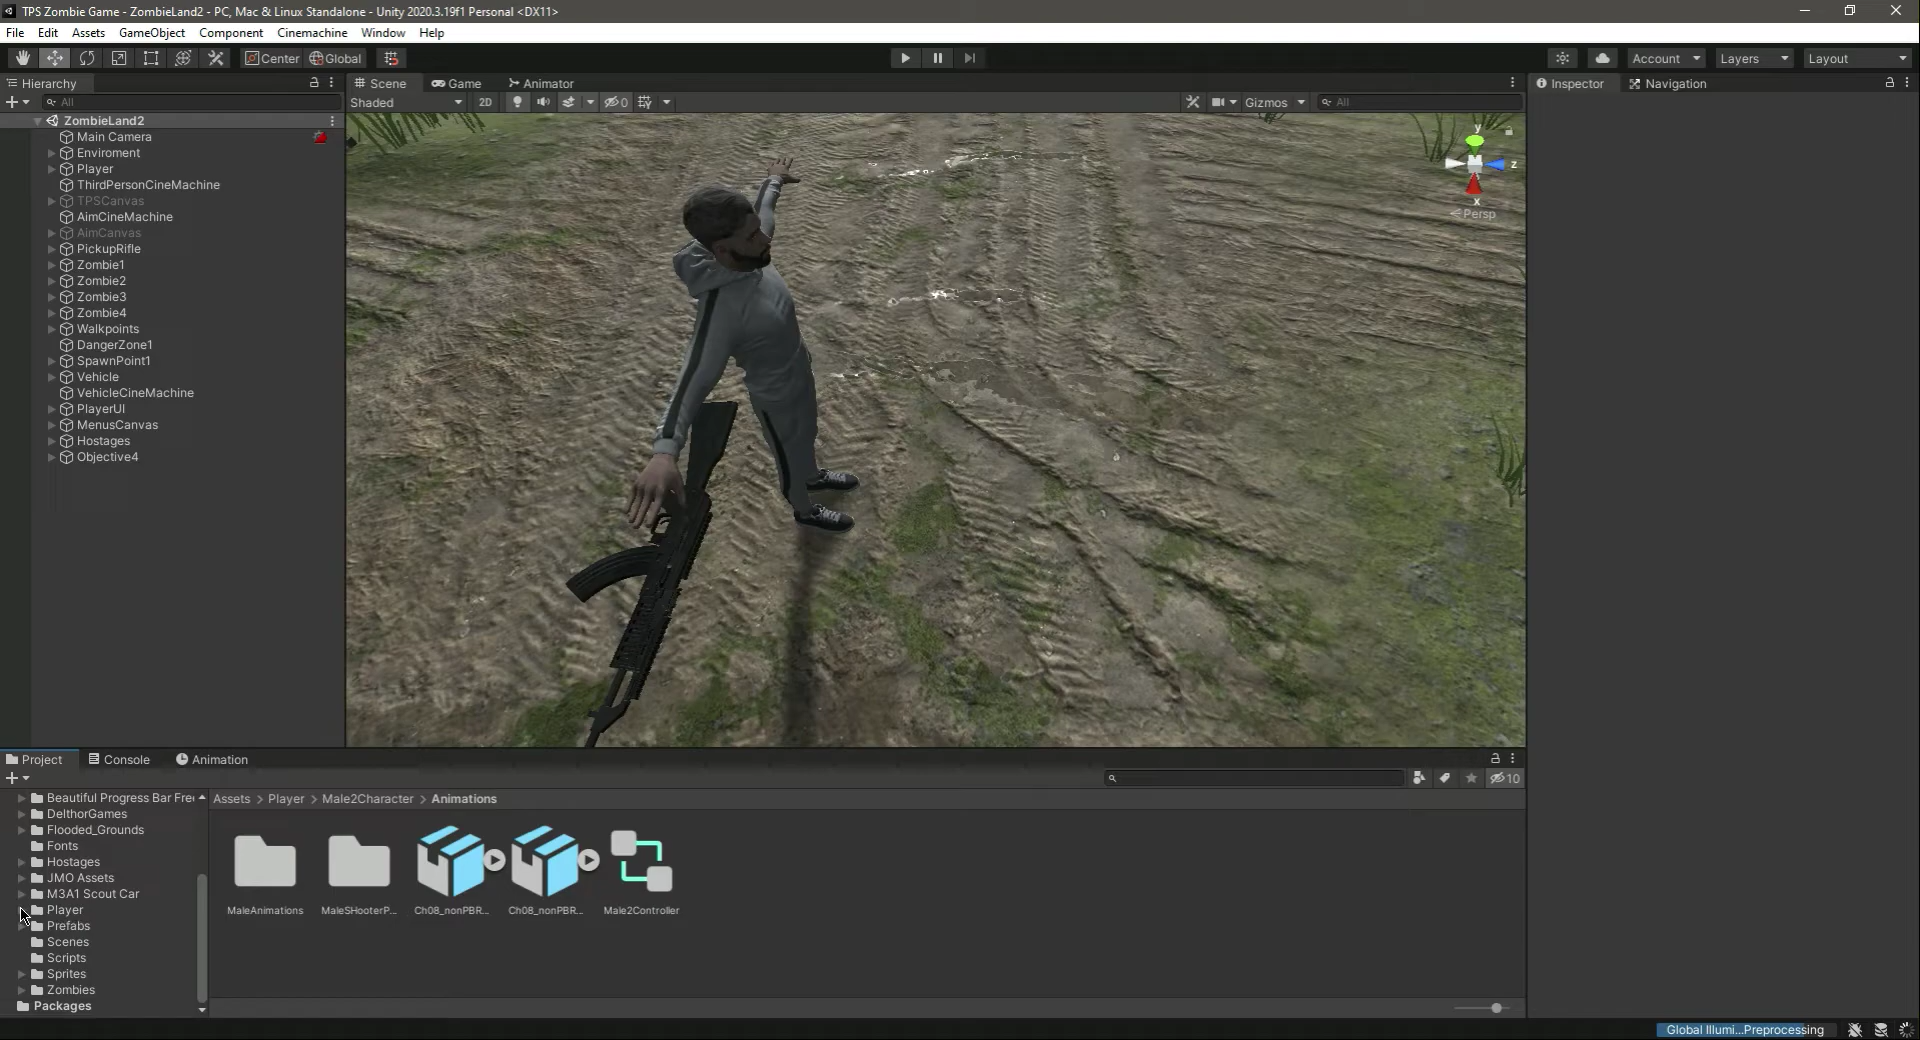 TPS Zombie Game - ZombieLand2 - PC, Mac & Linux Standalone - Unity 2020.3.19f1 Personal <DX11>
File Edit Assets GameObject Component Cinemachine Window Help
Center Global Account Layers Layout
Hierarchy Scene Game Animator Inspector Navigation
All Shaded 2D 0 Gizmos All
ZombieLand2
Main Camera
Enviroment
Player
ThirdPersonCineMachine
TPSCanvas
AimCineMachine
AimCanvas
PickupRifle
Zombie1
Zombie2
Zombie3
Zombie4
Walkpoints
DangerZone1
SpawnPoint1
Vehicle
VehicleCineMachine
PlayerUI
MenusCanvas
Hostages
Objective4
y
z
x
Persp
Project Console Animation
10
Beautiful Progress Bar Fre
DelthorGames
Flooded_Grounds
Fonts
Hostages
JMO Assets
M3A1 Scout Car
Player
Prefabs
Scenes
Scripts
Sprites
Zombies
Packages
Assets > Player > Male2Character > Animations
MaleAnimations MaleSHooterP... Ch08_nonPBR... Ch08_nonPBR... Male2Controller
Global Illumi...Preprocessing